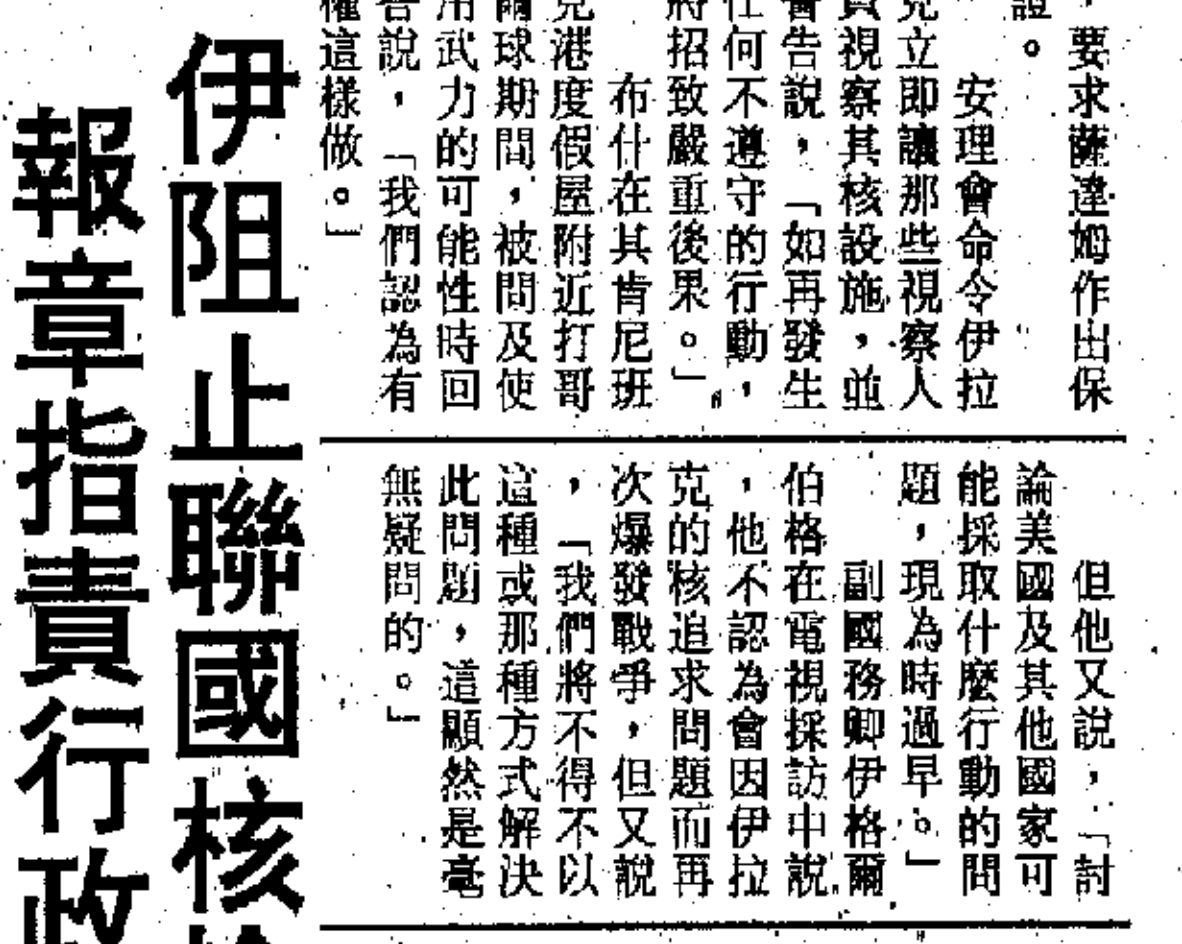 ，要求薩達姆作出保
證。
安理會命令伊拉
克立即讓那些視察人
員視察其核設施，並
警告說，「如再發生
任何不遵守的行動，
將招致嚴重後果。」
布什在其肯尼班
克港度假屋附近打哥
爾球期間，被問及使
用武力的可能性時回
告說，「我們認為有
權這樣做。」
但他又說，「討
論美國及其他國家可
能採取什麼行動的問
題，現為時過早。」
副國務卿伊格爾
伯格在電視採訪中說
，他不認為會因伊拉
克的核追求問題而再
次爆發戰爭，但又說
，「我們將不得不以
這種或那種方式解決
此問題，這顯然是毫
無疑問的。」
伊阻止聯國核
報章指責行政